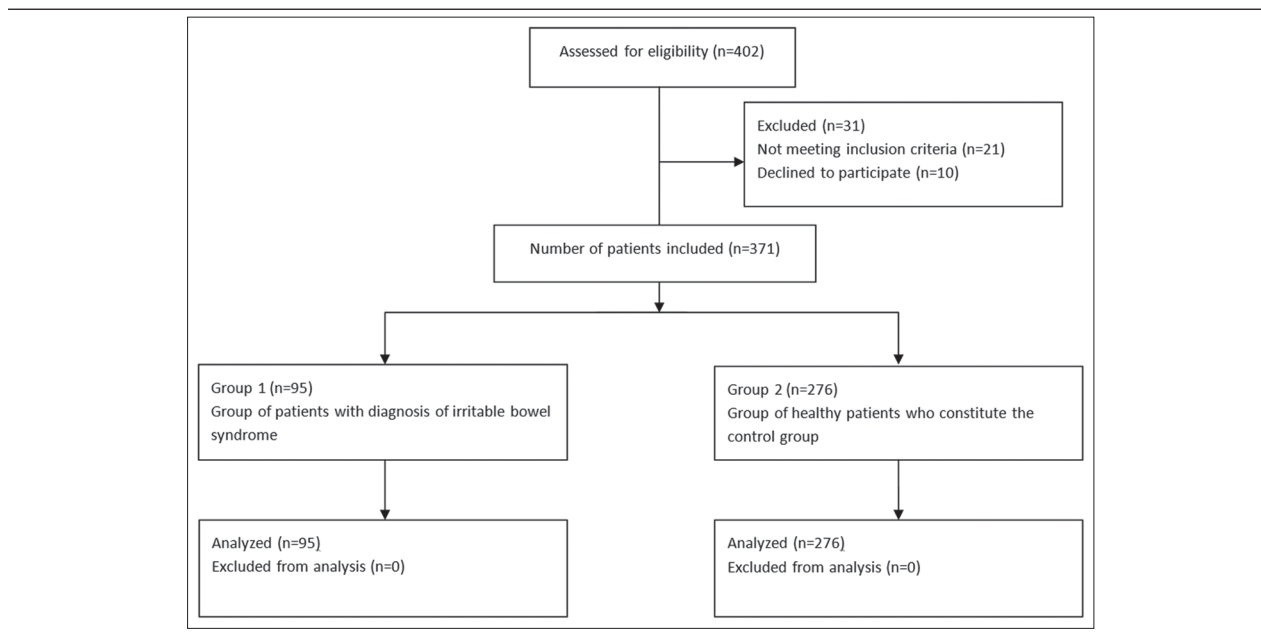 Assessed for eligibility (n=402)
Excluded (n=31)
Not meeting inclusion criteria (n=21)
Declined to participate (n=10)
Number of patients included (n=371)
Group 1 (n=95)
Group of patients with diagnosis of irritable bowel
syndrome
Group 2 (n=276)
Group of healthy patients who constitute the
control group
Analyzed (n=95)
Excluded from analysis (n=0)
Analyzed (n=276)
Excluded from analysis (n=0)